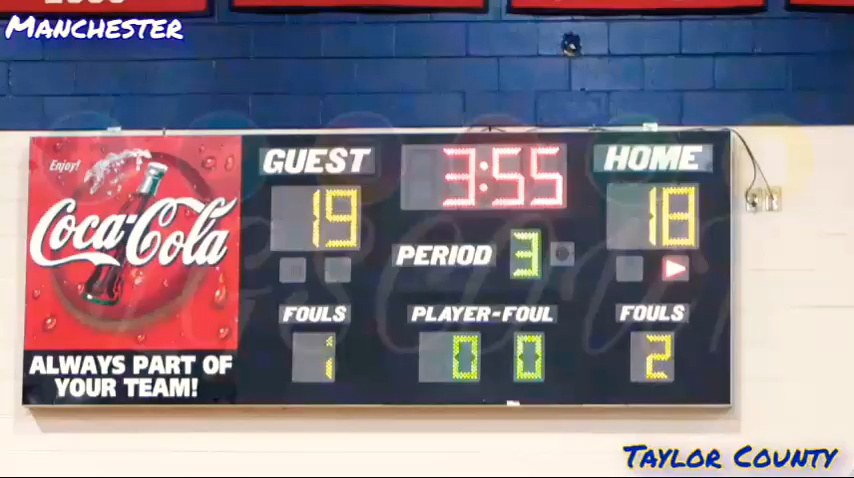 MANCHESTER
Enjoy!
Coca-Cola
ALWAYS PART OF
YOUR TEAM!
GUEST
3:55
HOME
19
18
PERIOD 3
FOULS
PLAYER-FOUL
FOULS
1
0 0
2
TAYLOR COUNTY